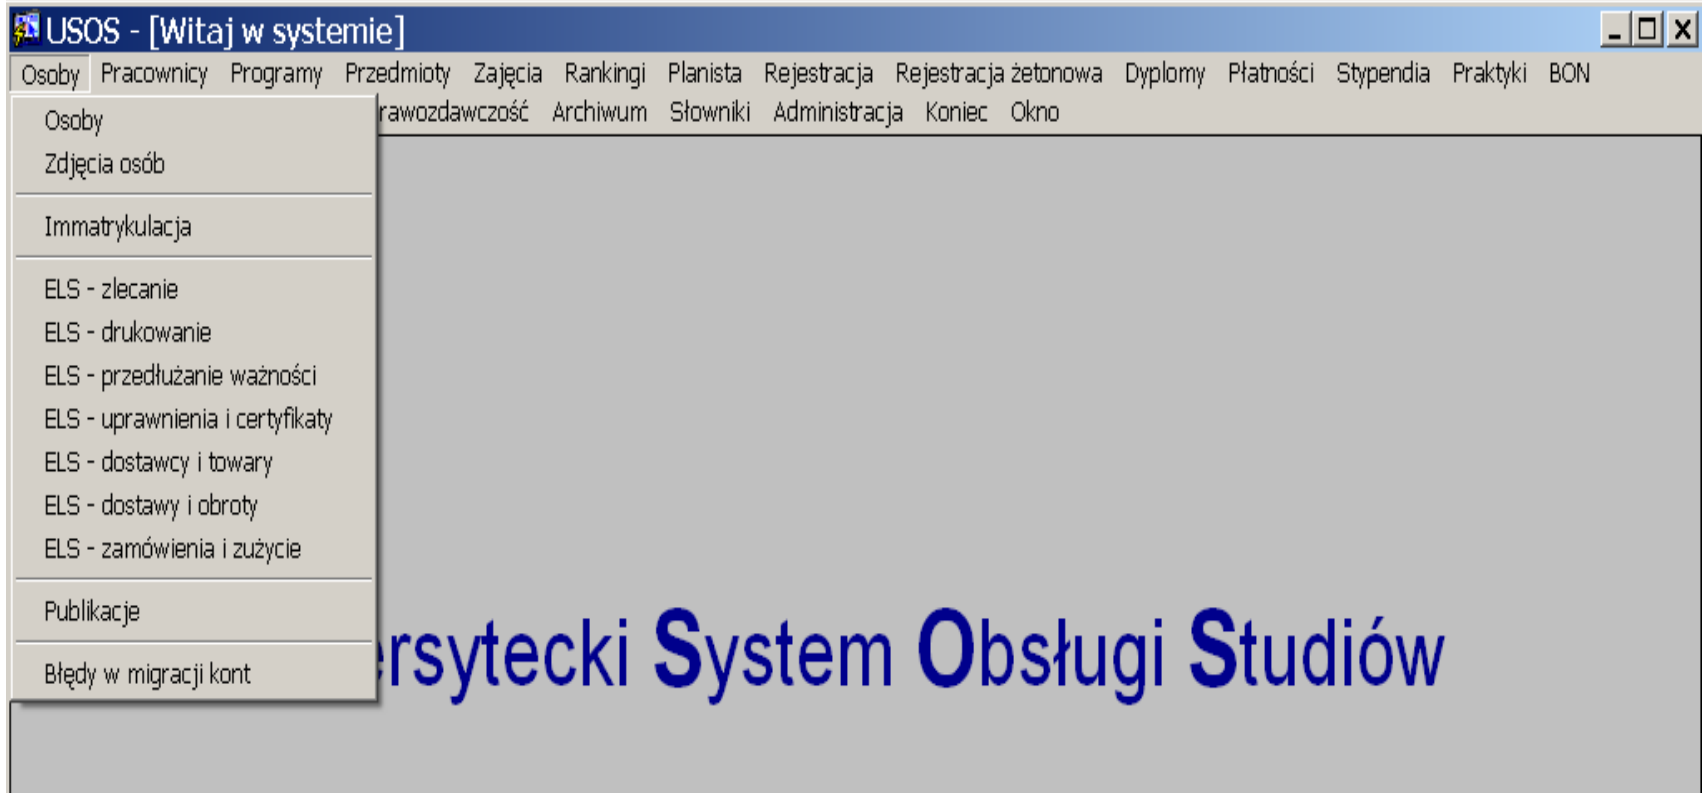 USOS - [Witaj w systemie]
Osoby Pracownicy Programy Przedmioty Zajęcia Rankingi Planista Rejestracja Rejestracja żetonowa Dyplomy Płatności Stypendia Praktyki BON
rawozdawczość Archiwum Słowniki Administracja Koniec Okno
Osoby
Zdjęcia osób
Immatrykulacja
ELS - zlecanie
ELS - drukowanie
ELS - przedłużanie ważności
ELS - uprawnienia i certyfikaty
ELS - dostawcy i towary
ELS - dostawy i obroty
ELS - zamówienia i zużycie
Publikacje
Błędy w migracji kont
ersytecki System Obsługi Studiów